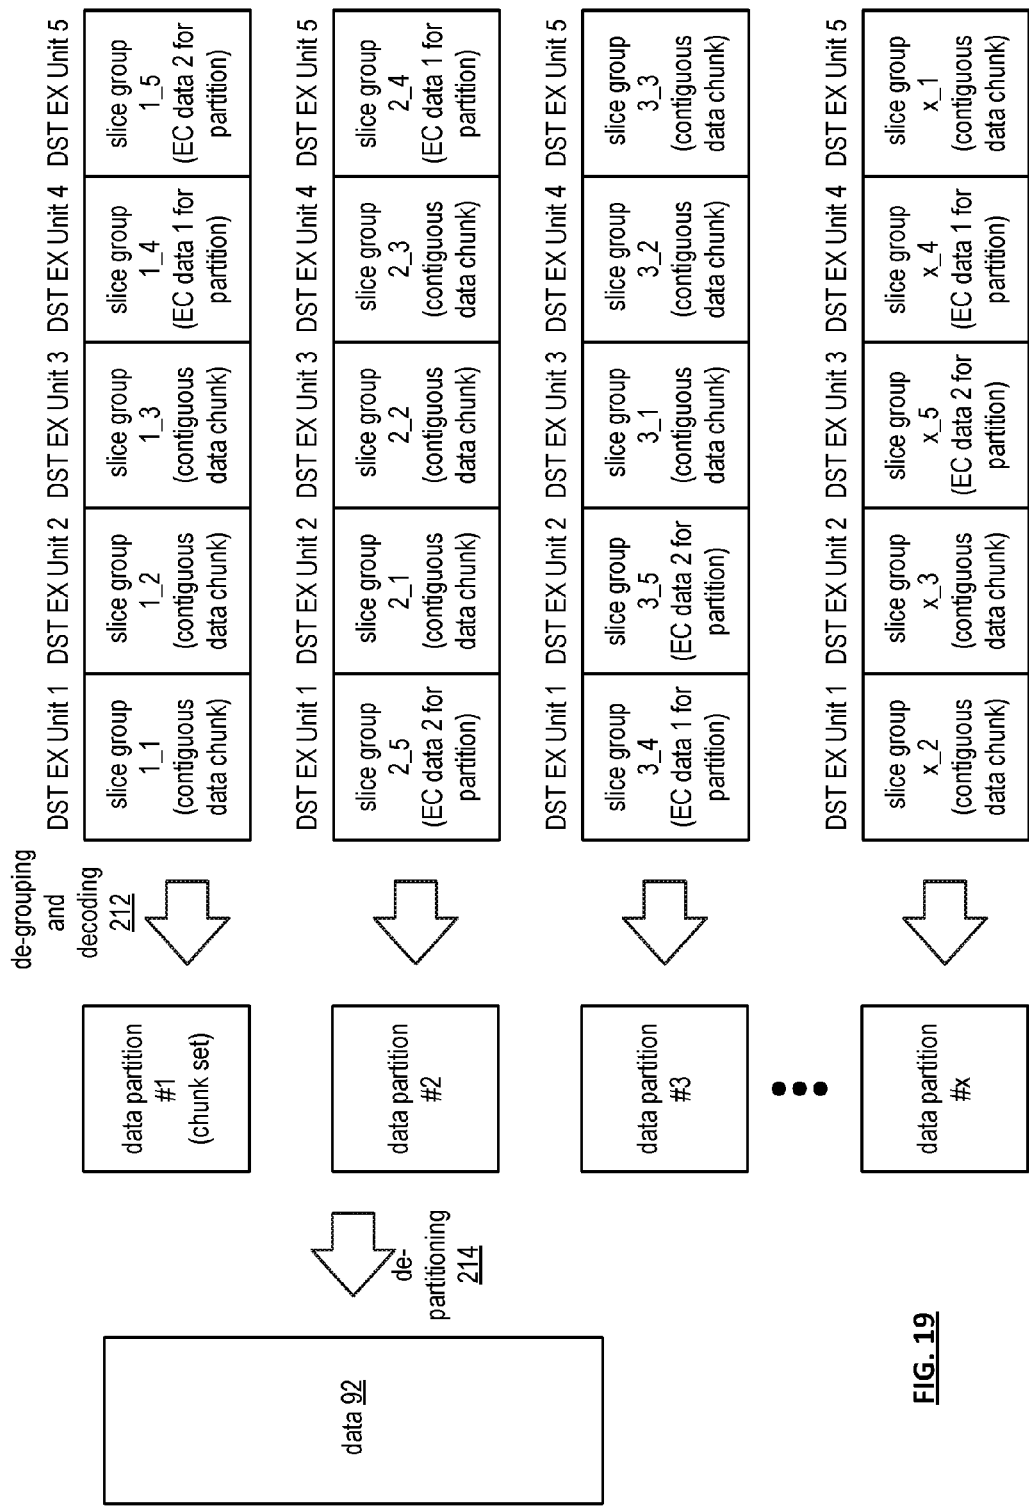 de-grouping
and
decoding
212
DST EX Unit 1
DST EX Unit 2
DST EX Unit 3
DST EX Unit 4
DST EX Unit 5
data partition
#1
(chunk set)
slice group
1_1
(contiguous
data chunk)
slice group
1_2
(contiguous
data chunk)
slice group
1_3
(contiguous
data chunk)
slice group
1_4
(EC data 1 for
partition)
slice group
1_5
(EC data 2 for
partition)
data 92
de-
partitioning
214
DST EX Unit 1
DST EX Unit 2
DST EX Unit 3
DST EX Unit 4
DST EX Unit 5
data partition
#2
slice group
2_5
(EC data 2 for
partition)
slice group
2_1
(contiguous
data chunk)
slice group
2_2
(contiguous
data chunk)
slice group
2_3
(contiguous
data chunk)
slice group
2_4
(EC data 1 for
partition)
DST EX Unit 1
DST EX Unit 2
DST EX Unit 3
DST EX Unit 4
DST EX Unit 5
data partition
#3
slice group
3_4
(EC data 1 for
partition)
slice group
3_5
(EC data 2 for
partition)
slice group
3_1
(contiguous
data chunk)
slice group
3_2
(contiguous
data chunk)
slice group
3_3
(contiguous
data chunk)
DST EX Unit 1
DST EX Unit 2
DST EX Unit 3
DST EX Unit 4
DST EX Unit 5
data partition
#x
slice group
x_2
(contiguous
data chunk)
slice group
x_3
(contiguous
data chunk)
slice group
x_5
(EC data 2 for
partition)
slice group
x_4
(EC data 1 for
partition)
slice group
x_1
(contiguous
data chunk)
FIG. 19